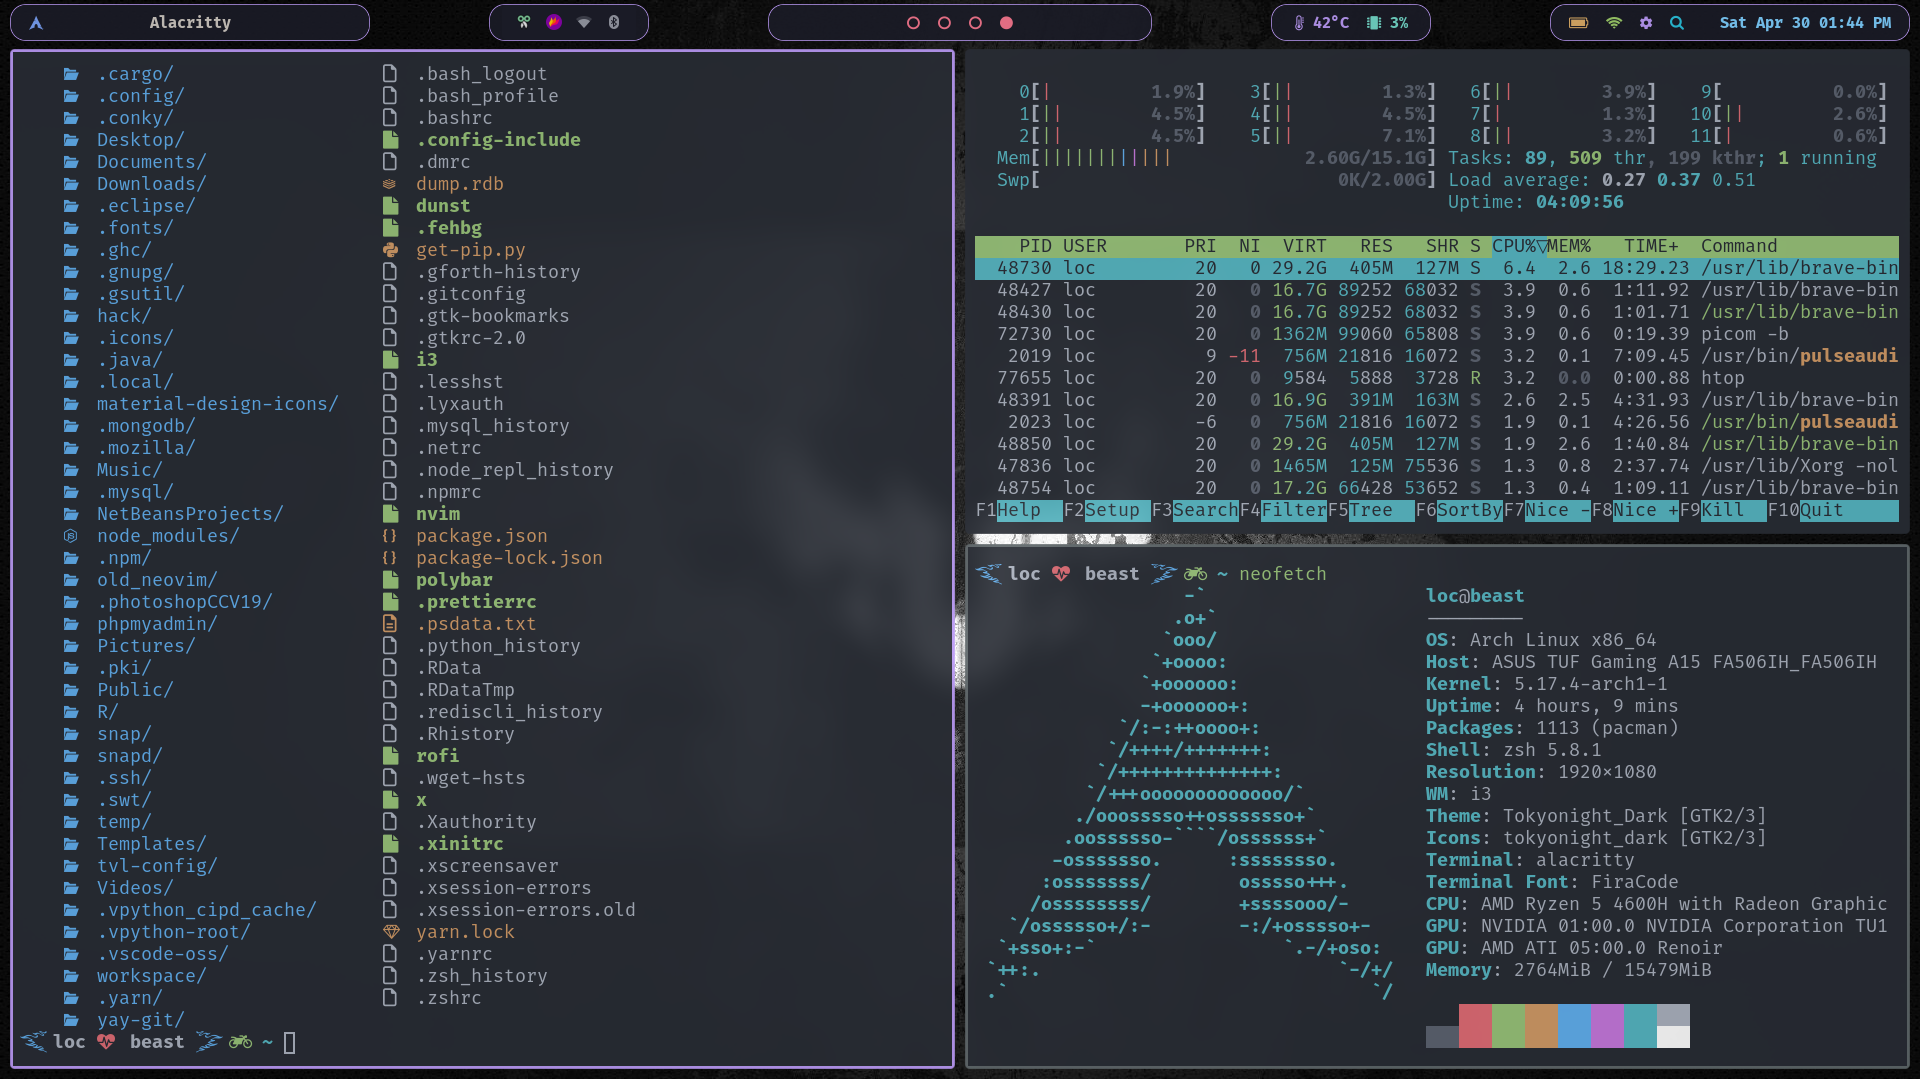 Alacritty
42°C 3%
Sat Apr 30 01:44 PM
.cargo/ .bash_logout
.config/ .bash_profile
.conky/ .bashrc
Desktop/ .config-include
Documents/ .dmrc
Downloads/ dump.rdb
.eclipse/ dunst
.fonts/ .fehbg
.ghc/ get-pip.py
.gnupg/ .gforth-history
.gsutil/ .gitconfig
hack/ .gtk-bookmarks
.icons/ .gtkrc-2.0
.java/ i3
.local/ .lesshst
material-design-icons/ .lyxauth
.mongodb/ .mysql_history
.mozilla/ .netrc
Music/ .node_repl_history
.mysql/ .npmrc
NetBeansProjects/ nvim
node_modules/ package.json
.npm/ package-lock.json
old_neovim/ polybar
.photoshopCCV19/ .prettierrc
phpmyadmin/ .psdata.txt
Pictures/ .python_history
.pki/ .RData
Public/ .RDataTmp
R/ .rediscli_history
snap/ .Rhistory
snapd/ rofi
.ssh/ .wget-hsts
.swt/ x
temp/ .Xauthority
Templates/ .xinitrc
tvl-config/ .xscreensaver
Videos/ .xsession-errors
.vpython_cipd_cache/ .xsession-errors.old
.vpython-root/ yarn.lock
.vscode-oss/ .yarnrc
workspace/ .zsh_history
.yarn/ .zshrc
yay-git/
loc beast ~
0[| 1.9%] 3[|| 1.3%] 6[|| 3.9%] 9[ 0.0%]
1[|| 4.5%] 4[|| 4.5%] 7[| 1.3%] 10[|| 2.6%]
2[|| 4.5%] 5[|| 7.1%] 8[|| 3.2%] 11[| 0.6%]
Mem[|||||||||||| 2.60G/15.1G] Tasks: 89, 509 thr, 199 kthr; 1 running
Swp[ 0K/2.00G] Load average: 0.27 0.37 0.51
Uptime: 04:09:56
PID USER PRI NI VIRT RES SHR S CPU%▽MEM% TIME+ Command
48730 loc 20 0 29.2G 405M 127M S 6.4 2.6 18:29.23 /usr/lib/brave-bin
48427 loc 20 0 16.7G 89252 68032 S 3.9 0.6 1:11.92 /usr/lib/brave-bin
48430 loc 20 0 16.7G 89252 68032 S 3.9 0.6 1:01.71 /usr/lib/brave-bin
72730 loc 20 0 1362M 99060 65808 S 3.9 0.6 0:19.39 picom -b
2019 loc 9 -11 756M 21816 16072 S 3.2 0.1 7:09.45 /usr/bin/pulseaudi
77655 loc 20 0 9584 5888 3728 R 3.2 0.0 0:00.88 htop
48391 loc 20 0 16.9G 391M 163M S 2.6 2.5 4:31.93 /usr/lib/brave-bin
2023 loc -6 0 756M 21816 16072 S 1.9 0.1 4:26.56 /usr/bin/pulseaudi
48850 loc 20 0 29.2G 405M 127M S 1.9 2.6 1:40.84 /usr/lib/brave-bin
47836 loc 20 0 1465M 125M 75536 S 1.3 0.8 2:37.74 /usr/lib/Xorg -nol
48754 loc 20 0 17.2G 66428 53652 S 1.3 0.4 1:09.11 /usr/lib/brave-bin
F1Help F2Setup F3SearchF4FilterF5Tree F6SortByF7Nice -F8Nice +F9Kill F10Quit
loc beast ~ neofetch
-`
.o+`
`ooo/
`+oooo:
`+oooooo:
-+oooooo+:
`/:-:++oooo+:
`/++++/+++++++:
`/++++++++++++++:
`/+++ooooooooooooo/`
./ooosssso++osssssso+`
.oossssso-````/ossssss+`
-osssssso. :ssssssso.
:osssssss/ osssso+++.
/ossssssss/ +ssssooo/-
`/ossssso+/:- -:/+osssso+-
`+sso+:-` `.-/+oso:
`++:. `-/+/
.` `/
loc@beast
---------
OS: Arch Linux x86_64
Host: ASUS TUF Gaming A15 FA506IH_FA506IH
Kernel: 5.17.4-arch1-1
Uptime: 4 hours, 9 mins
Packages: 1113 (pacman)
Shell: zsh 5.8.1
Resolution: 1920×1080
WM: i3
Theme: Tokyonight_Dark [GTK2/3]
Icons: tokyonight_dark [GTK2/3]
Terminal: alacritty
Terminal Font: FiraCode
CPU: AMD Ryzen 5 4600H with Radeon Graphic
GPU: NVIDIA 01:00.0 NVIDIA Corporation TU1
GPU: AMD ATI 05:00.0 Renoir
Memory: 2764MiB / 15479MiB